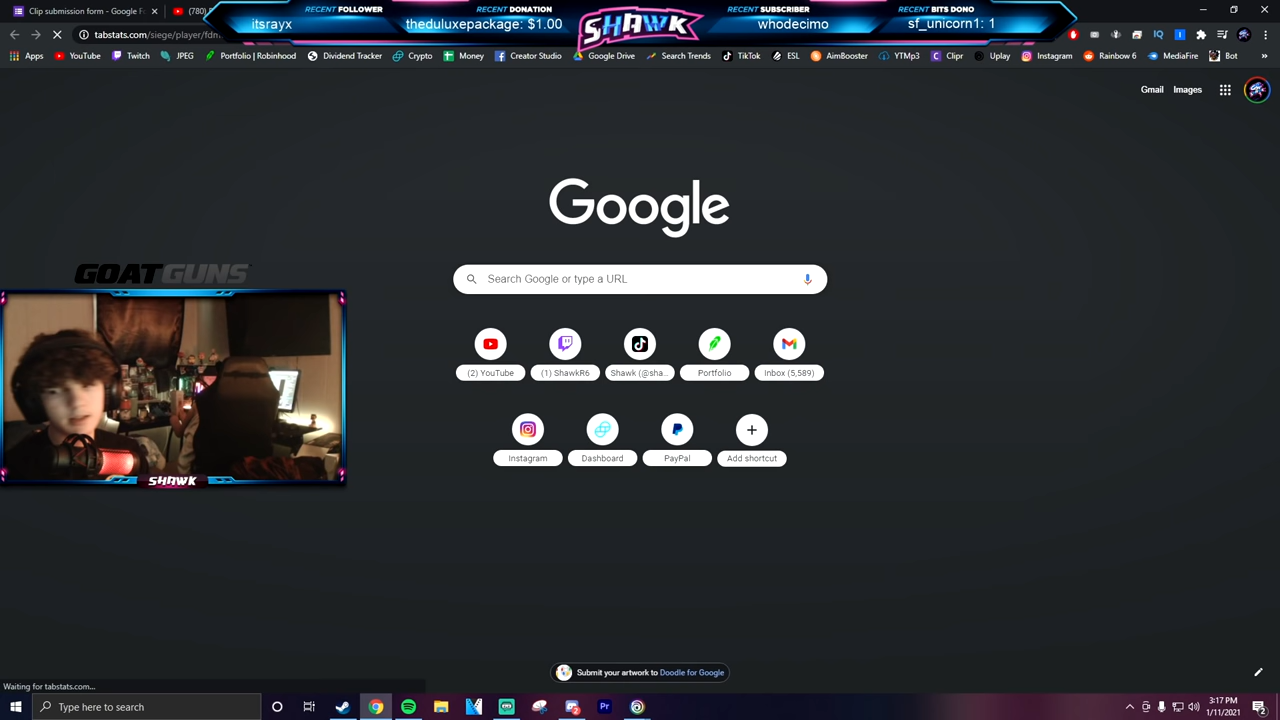 Clip submission form - Google Fo
(780)
RECENT FOLLOWER
itsrayx
RECENT DONATION
theduluxepackage: $1.00
SHAWK
RECENT SUBSCRIBER
whodecimo
RECENT BITS DONO
sf_unicorn1: 1
tabstats.com/siege/player/fdn
Apps
YouTube
Twitch
JPEG
Portfolio | Robinhood
Dividend Tracker
Crypto
Money
Creator Studio
Google Drive
Search Trends
TikTok
ESL
AimBooster
YTMp3
Clipr
Uplay
Instagram
Rainbow 6
MediaFire
Bot
»
Gmail
Images
Google
Search Google or type a URL
GOATGUNS
(2) YouTube
(1) ShawkR6
Shawk (@sha...
Portfolio
Inbox (5,589)
Instagram
Dashboard
PayPal
Add shortcut
SHAWK
Submit your artwork to Doodle for Google
Waiting for tabstats.com...
Type here to search
3:17 PM
1/11/2021